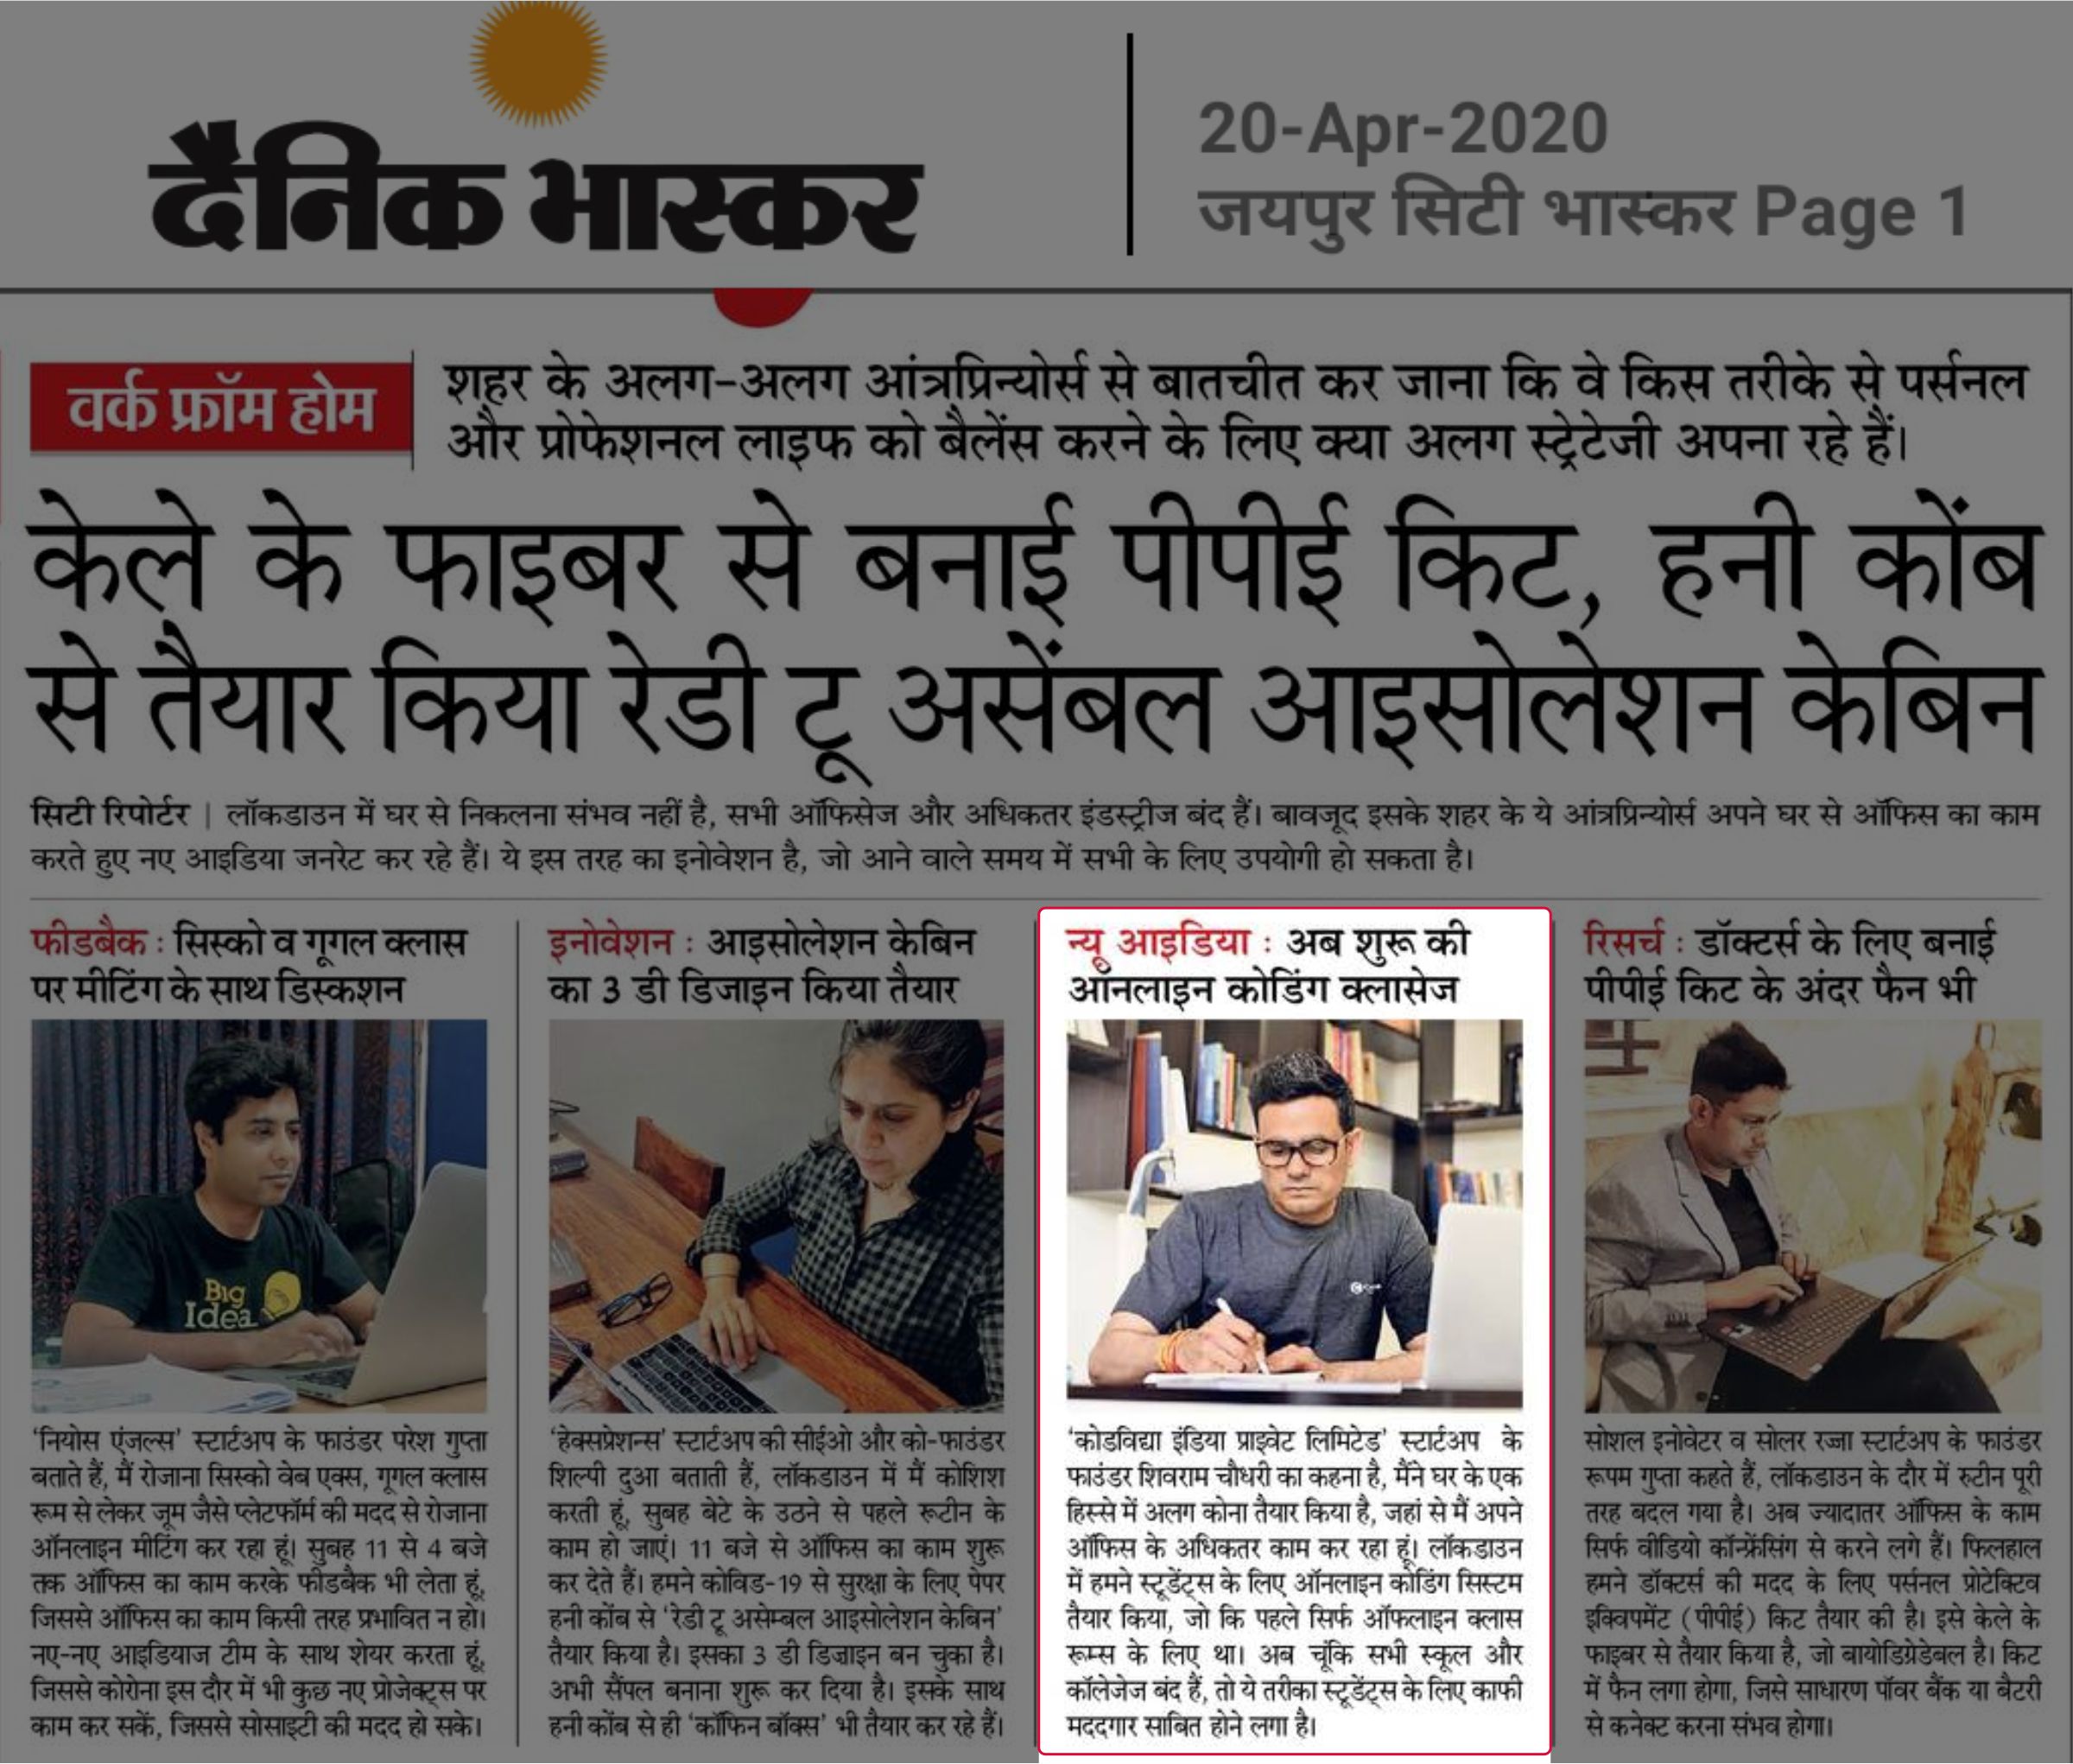 दैनिक भास्कर
20-Apr-2020
जयपुर सिटी भास्कर Page 1
वर्क फ्रॉम होम
शहर के अलग-अलग आंत्रप्रिन्योर्स से बातचीत कर जाना कि वे किस तरीके से पर्सनल
और प्रोफेशनल लाइफ को बैलेंस करने के लिए क्या अलग स्ट्रेटेजी अपना रहे हैं।
केले के फाइबर से बनाई पीपीई किट, हनी कोंब
से तैयार किया रेडी टू असेंबल आइसोलेशन केबिन
सिटी रिपोर्टर | लॉकडाउन में घर से निकलना संभव नहीं है, सभी ऑफिसेज और अधिकतर इंडस्ट्रीज बंद हैं। बावजूद इसके शहर के ये आंत्रप्रिन्योर्स अपने घर से ऑफिस का काम
करते हुए नए आइडिया जनरेट कर रहे हैं। ये इस तरह का इनोवेशन है, जो आने वाले समय में सभी के लिए उपयोगी हो सकता है।
फीडबैक : सिस्को व गूगल क्लास
पर मीटिंग के साथ डिस्कशन
Big
Idea
'नियोस एंजल्स' स्टार्टअप के फाउंडर परेश गुप्ता
बताते हैं, मैं रोजाना सिस्को वेब एक्स, गूगल क्लास
रूम से लेकर जूम जैसे प्लेटफॉर्म की मदद से रोजाना
ऑनलाइन मीटिंग कर रहा हूं। सुबह 11 से 4 बजे
तक ऑफिस का काम करके फीडबैक भी लेता हूं,
जिससे ऑफिस का काम किसी तरह प्रभावित न हो।
नए-नए आइडियाज टीम के साथ शेयर करता हूं,
जिससे कोरोना इस दौर में भी कुछ नए प्रोजेक्ट्स पर
काम कर सकें, जिससे सोसाइटी की मदद हो सके।
इनोवेशन : आइसोलेशन केबिन
का 3 डी डिजाइन किया तैयार
'हेक्सप्रेशन्स' स्टार्टअप की सीईओ और को-फाउंडर
शिल्पी दुआ बताती हैं, लॉकडाउन में मैं कोशिश
करती हूं, सुबह बेटे के उठने से पहले रूटीन के
काम हो जाएं। 11 बजे से ऑफिस का काम शुरू
कर देते हैं। हमने कोविड-19 से सुरक्षा के लिए पेपर
हनी कोंब से 'रेडी टू असेम्बल आइसोलेशन केबिन'
तैयार किया है। इसका 3 डी डिजाइन बन चुका है।
अभी सैंपल बनाना शुरू कर दिया है। इसके साथ
हनी कोंब से ही 'कॉफिन बॉक्स' भी तैयार कर रहे हैं।
न्यू आइडिया : अब शुरू की
ऑनलाइन कोडिंग क्लासेज
'कोडविद्या इंडिया प्राइवेट लिमिटेड' स्टार्टअप के
फाउंडर शिवराम चौधरी का कहना है, मैंने घर के एक
हिस्से में अलग कोना तैयार किया है, जहां से मैं अपने
ऑफिस के अधिकतर काम कर रहा हूं। लॉकडाउन
में हमने स्टूडेंट्स के लिए ऑनलाइन कोडिंग सिस्टम
तैयार किया, जो कि पहले सिर्फ ऑफलाइन क्लास
रूम्स के लिए था। अब चूंकि सभी स्कूल और
कॉलेजेज बंद हैं, तो ये तरीका स्टूडेंट्स के लिए काफी
मददगार साबित होने लगा है।
रिसर्च : डॉक्टर्स के लिए बनाई
पीपीई किट के अंदर फैन भी
सोशल इनोवेटर व सोलर रज्जा स्टार्टअप के फाउंडर
रूपम गुप्ता कहते हैं, लॉकडाउन के दौर में रुटीन पूरी
तरह बदल गया है। अब ज्यादातर ऑफिस के काम
सिर्फ वीडियो कॉन्फ्रेंसिंग से करने लगे हैं। फिलहाल
हमने डॉक्टर्स की मदद के लिए पर्सनल प्रोटेक्टिव
इक्विपमेंट (पीपीई) किट तैयार की है। इसे केले के
फाइबर से तैयार किया है, जो बायोडिग्रेडेबल है। किट
में फैन लगा होगा, जिसे साधारण पॉवर बैंक या बैटरी
से कनेक्ट करना संभव होगा।